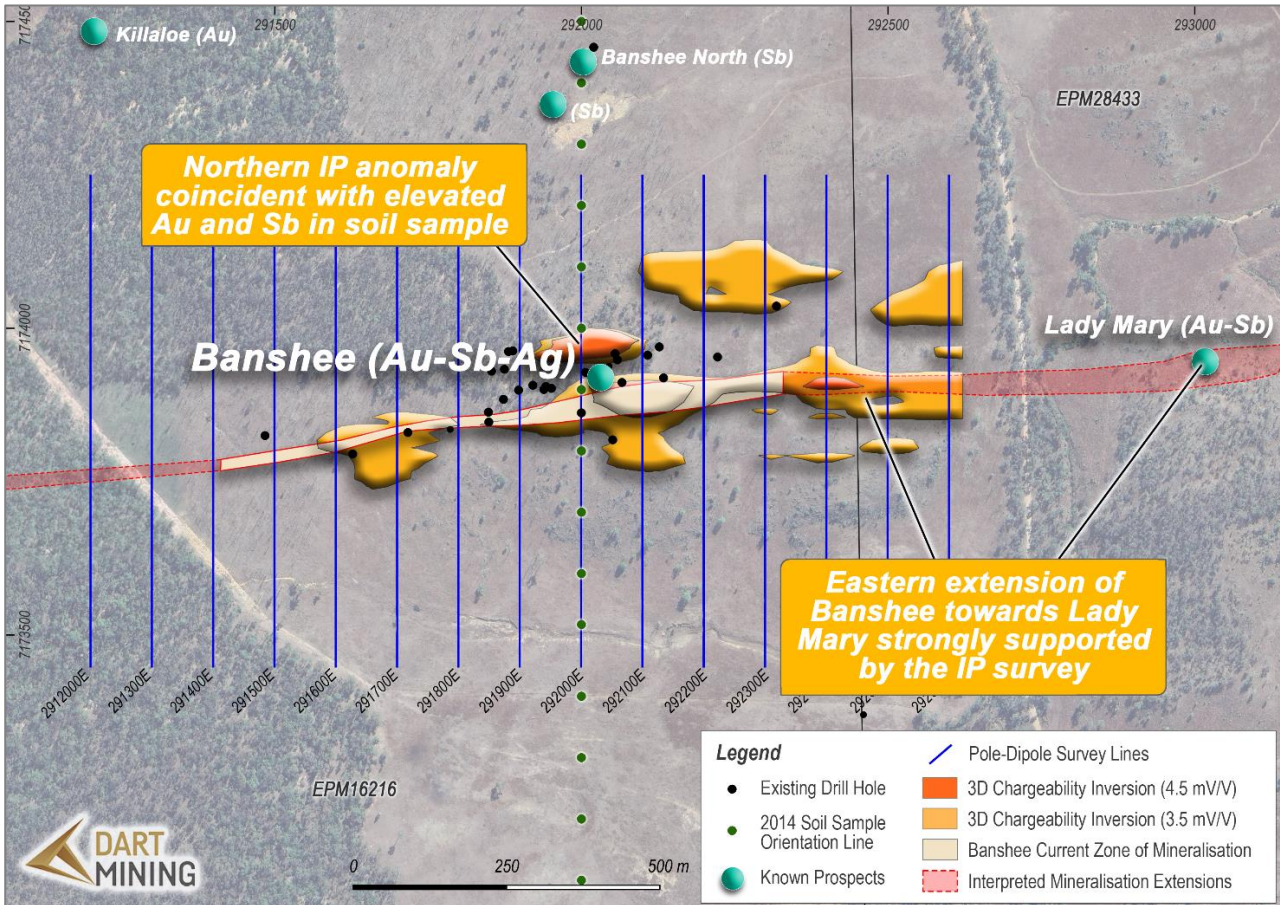 291500
292000
292500
293000
7174500
Killaloe (Au)
Banshee North (Sb)
(Sb)
EPM28433
Northern IP anomaly
coincident with elevated
Au and Sb in soil sample
7174000
Banshee (Au-Sb-Ag)
Lady Mary (Au-Sb)
7173500
Eastern extension of
Banshee towards Lady
Mary strongly supported
by the IP survey
2912000E
291300E
291400E
291500E
291600E
291700E
291800E
291900E
292000E
292100E
292200E
292300E
EPM16216
DART
MINING
0
250
500 m
Legend
Existing Drill Hole
2014 Soil Sample
Orientation Line
Known Prospects
Pole-Dipole Survey Lines
3D Chargeability Inversion (4.5 mV/V)
3D Chargeability Inversion (3.5 mV/V)
Banshee Current Zone of Mineralisation
Interpreted Mineralisation Extensions